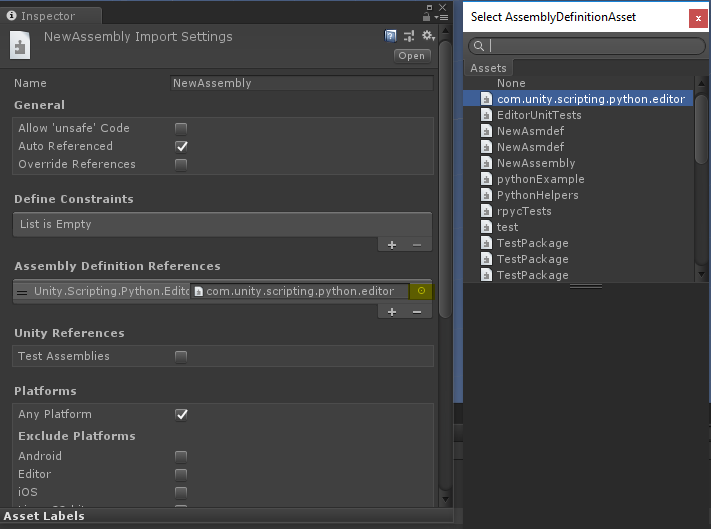 Inspector
NewAssembly Import Settings
Open
Name NewAssembly
General
Allow 'unsafe' Code
Auto Referenced
Override References
Define Constraints
List is Empty
Assembly Definition References
Unity.Scripting.Python.Edito com.unity.scripting.python.editor
Unity References
Test Assemblies
Platforms
Any Platform
Exclude Platforms
Android
Editor
iOS
Asset Labels
Select AssemblyDefinitionAsset
Assets
None
com.unity.scripting.python.editor
EditorUnitTests
NewAsmdef
NewAsmdef
NewAssembly
pythonExample
PythonHelpers
rpycTests
test
TestPackage
TestPackage
TestPackage